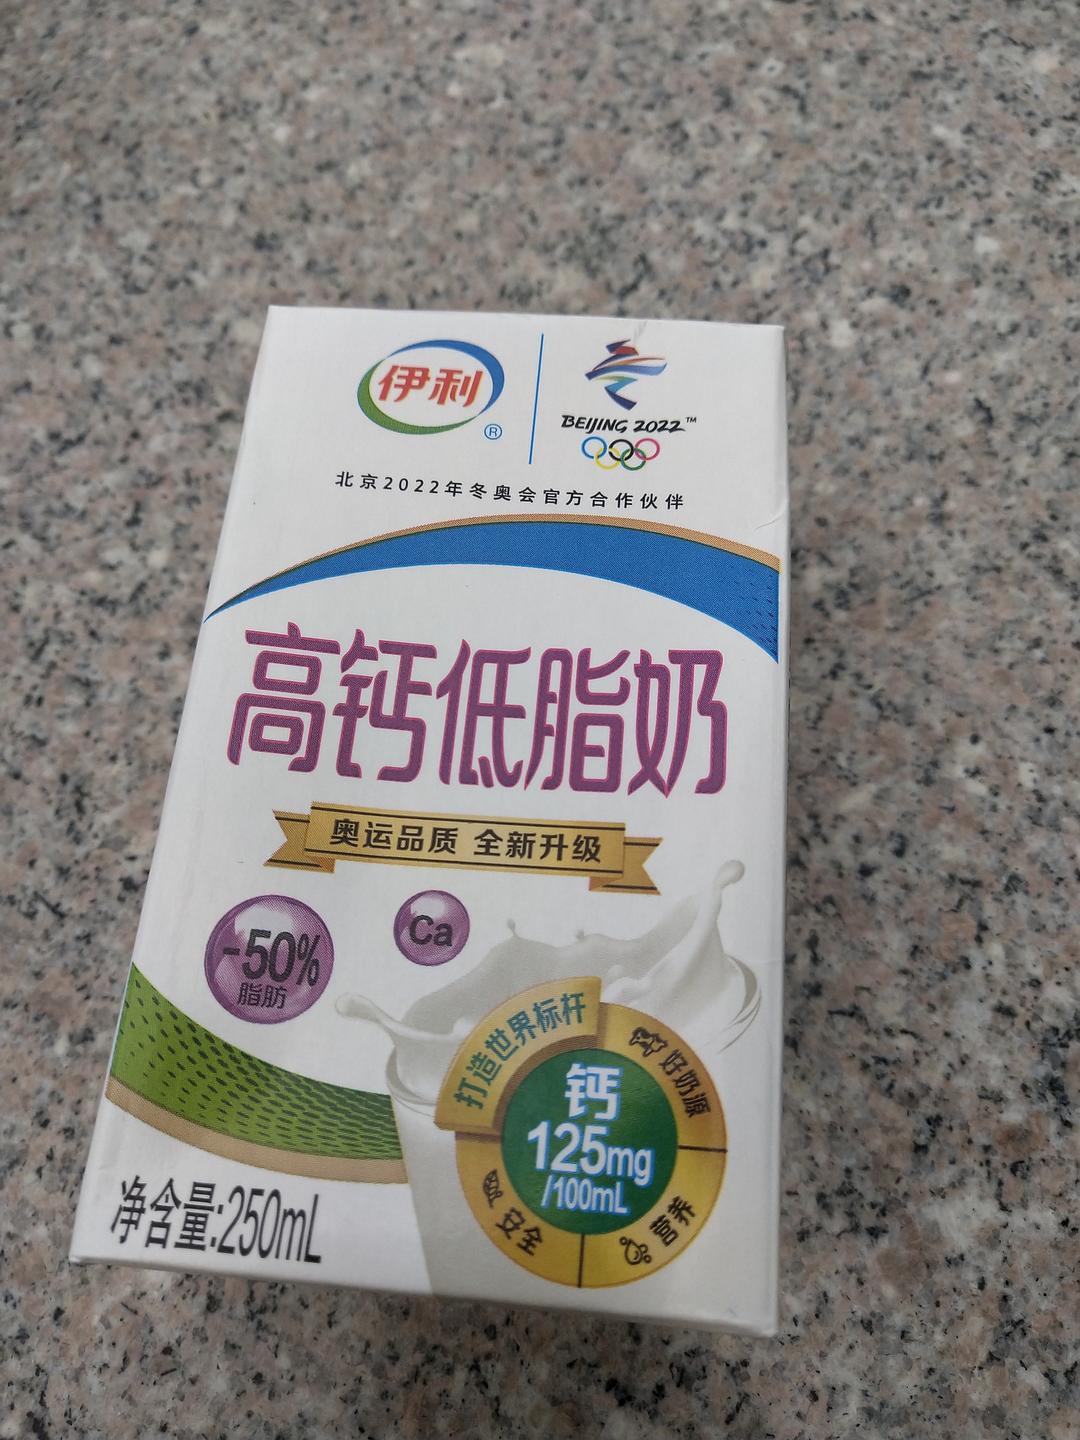 伊利
®
BEIJING 2022™
北京2022年冬奥会官方合作伙伴
高钙低脂奶
奥运品质 全新升级
-50%
脂肪
Ca
打造世界标杆
好奶源
钙
125mg
/100mL
安全
营养
净含量:250mL